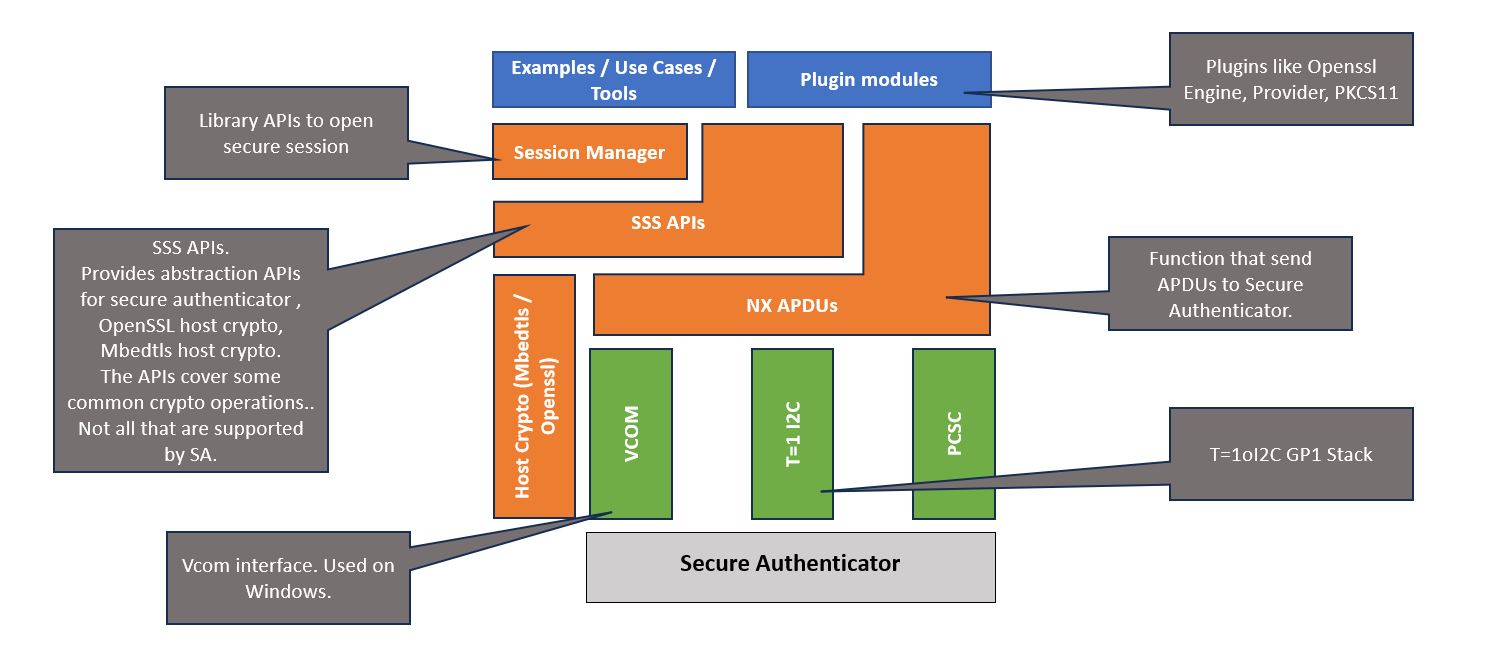 Examples / Use Cases /
Tools
Plugin modules
Plugins like Openssl
Engine, Provider, PKCS11
Library APIs to open
secure session
Session Manager
SSS APIs
SSS APIs.
Provides abstraction APIs
for secure authenticator ,
OpenSSL host crypto,
Mbedtls host crypto.
The APIs cover some
common crypto operations..
Not all that are supported
by SA.
Function that send
APDUs to Secure
Authenticator.
NX APDUs
Host Crypto (Mbedtls /
Openssl)
VCOM
T=1 I2C
PCSC
T=1oI2C GP1 Stack
Vcom interface. Used on
Windows.
Secure Authenticator